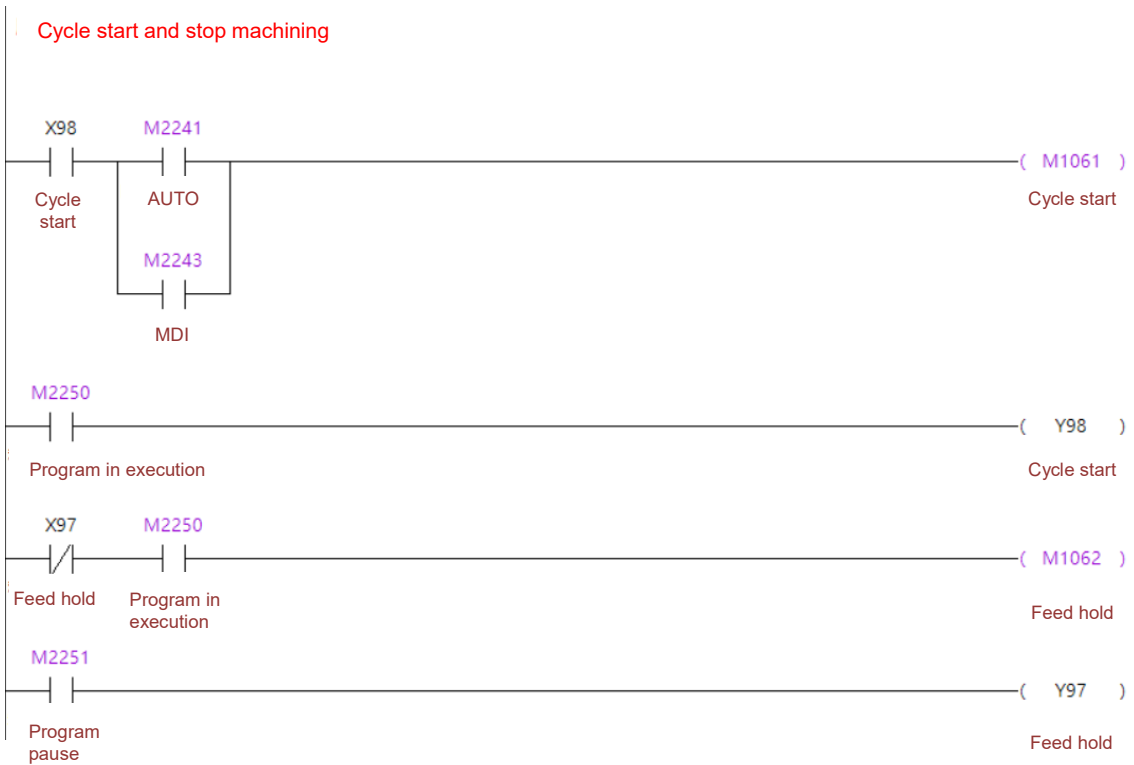 Cycle start and stop machining
X98 M2241
( M1061 )
Cycle
start
AUTO
Cycle start
M2243
MDI
M2250
( Y98 )
Program in execution
Cycle start
X97 M2250
( M1062 )
Feed hold
Program in
execution
Feed hold
M2251
( Y97 )
Program
pause
Feed hold